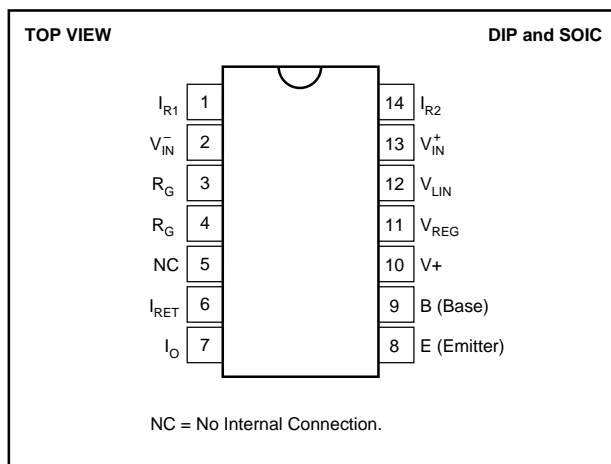 TOP VIEW DIP and SOIC
I_R1 1 14 I_R2
V_IN^– 2 13 V_IN^+
R_G 3 12 V_LIN
R_G 4 11 V_REG
NC 5 10 V+
I_RET 6 9 B (Base)
I_O 7 8 E (Emitter)
NC = No Internal Connection.